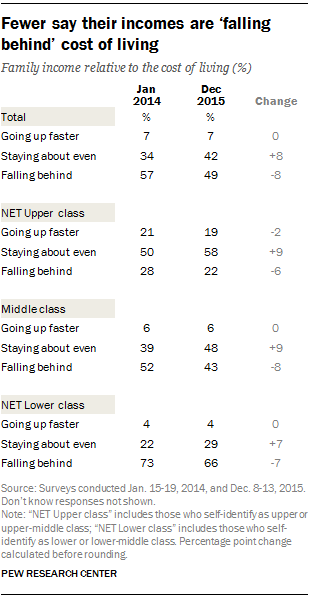 Fewer say their incomes are ‘falling
behind’ cost of living
Family income relative to the cost of living (%)
Jan 2014 Dec 2015 Change
Total % %
Going up faster 7 7 0
Staying about even 34 42 +8
Falling behind 57 49 -8
NET Upper class
Going up faster 21 19 -2
Staying about even 50 58 +9
Falling behind 28 22 -6
Middle class
Going up faster 6 6 0
Staying about even 39 48 +9
Falling behind 52 43 -8
NET Lower class
Going up faster 4 4 0
Staying about even 22 29 +7
Falling behind 73 66 -7
Source: Surveys conducted Jan. 15-19, 2014, and Dec. 8-13, 2015.
Don’t know responses not shown.
Note: “NET Upper class” includes those who self-identify as upper or
upper-middle class; “NET Lower class” includes those who self-
identify as lower or lower-middle class. Percentage point change
calculated before rounding.
PEW RESEARCH CENTER